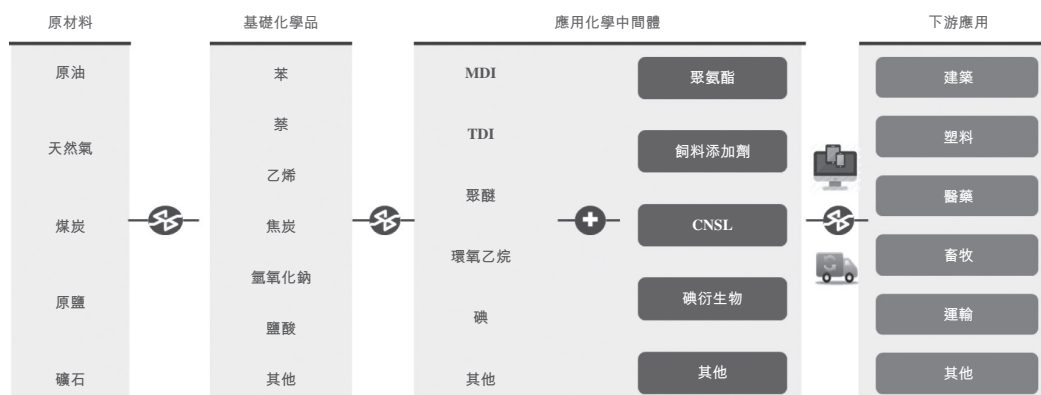 原材料
原油
天然氣
煤炭
原鹽
礦石
基礎化學品
苯
萘
乙烯
焦炭
氫氧化鈉
鹽酸
其他
應用化學中間體
MDI
TDI
聚醚
環氧乙烷
碘
其他
聚氨酯
飼料添加劑
CNSL
碘衍生物
其他
下游應用
建築
塑料
醫藥
畜牧
運輸
其他